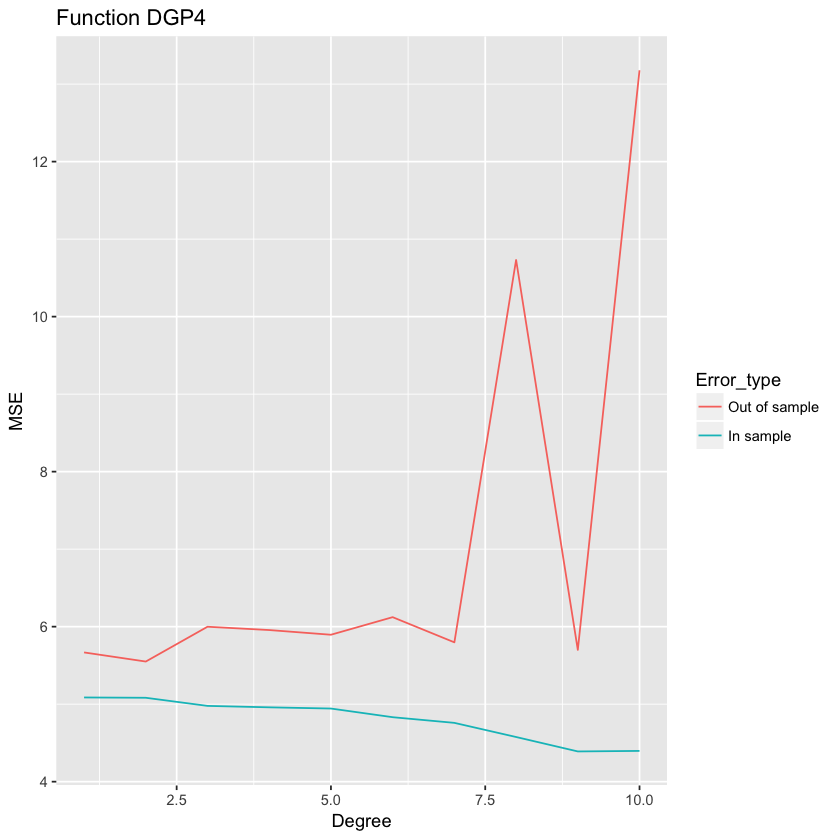 Function DGP4
12
10
8
6
4
MSE
2.5 5.0 7.5 10.0
Degree
Error_type
Out of sample
In sample